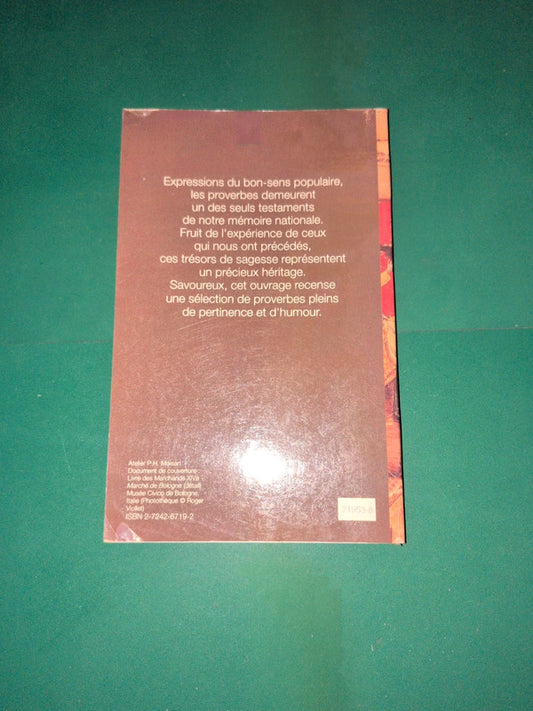 Expressions du bon-sens populaire,
les proverbes demeurent
un des seuls testaments
de notre mémoire nationale.
Fruit de l'expérience de ceux
qui nous ont précédés,
ces trésors de sagesse représentent
un précieux héritage.
Savoureux, cet ouvrage recense
une sélection de proverbes pleins
de pertinence et d'humour.
Atelier P.H. Moisan
Document de couverture
Livre des Marchands XIVe
Marché de Bologne (détail)
Musée Civico de Bologne,
Italie (Photothèque © Roger
Viollet)
ISBN 2-7242-6719-2